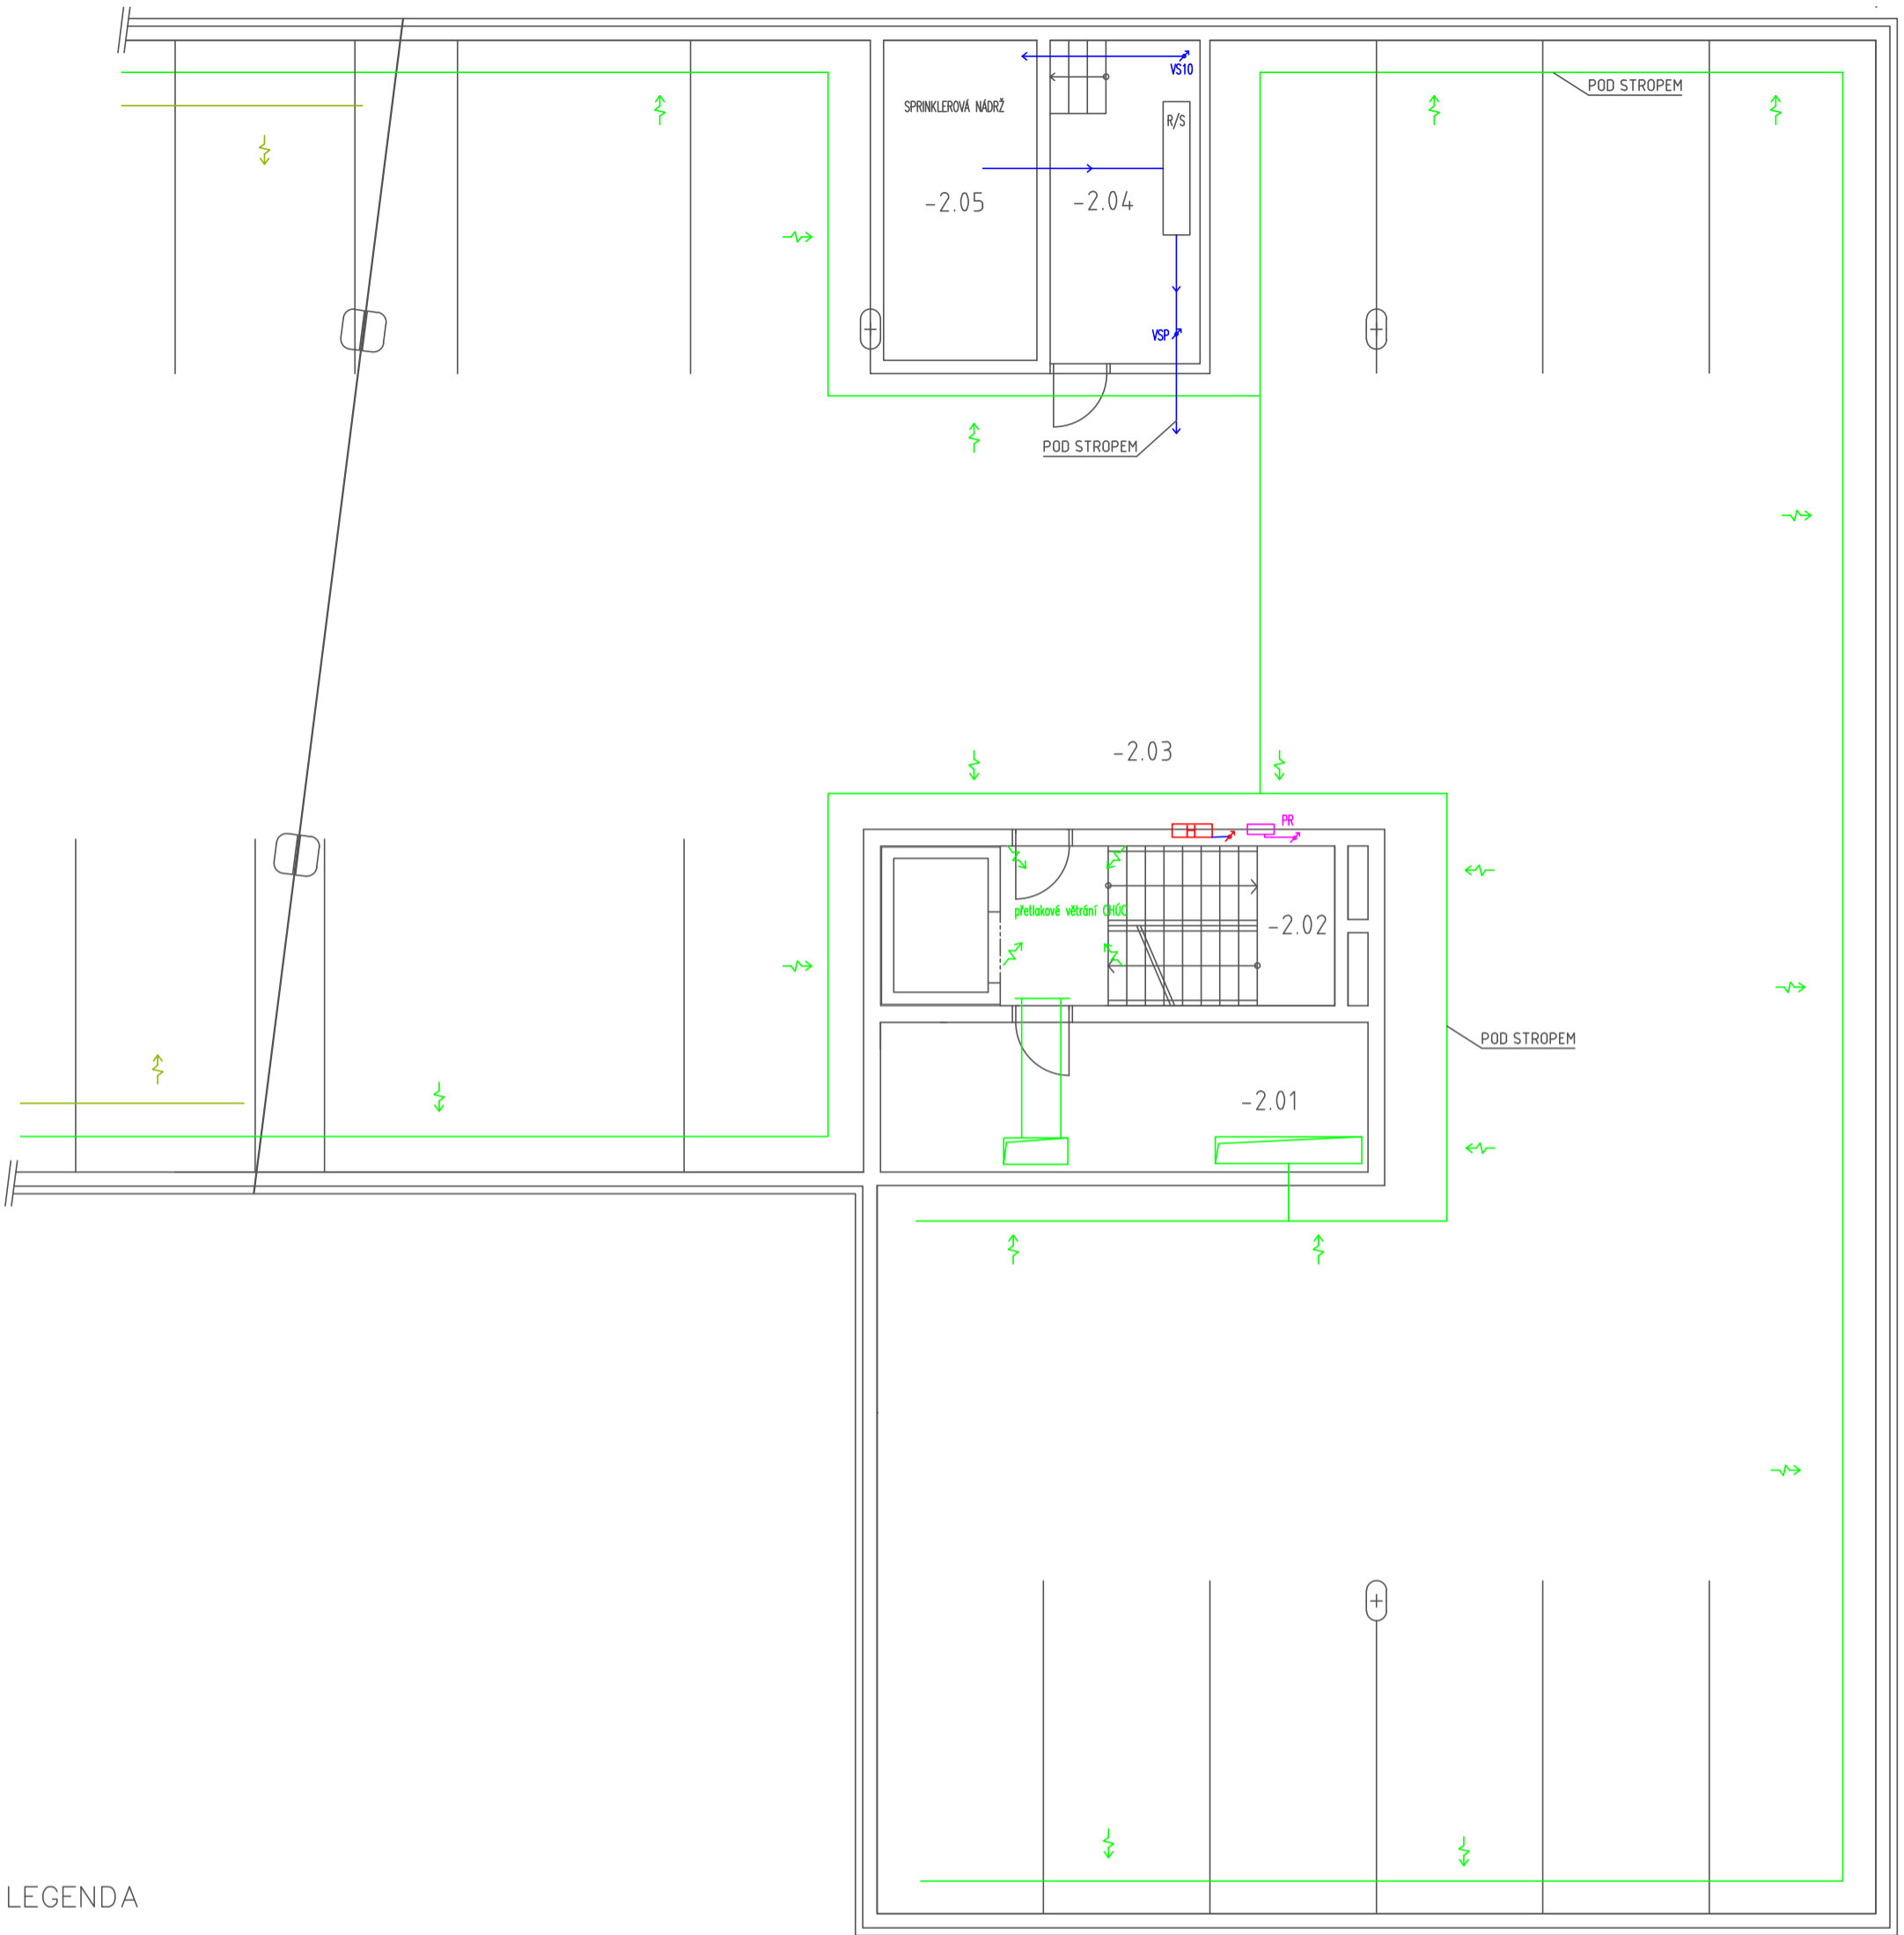 POD STROPEM
VS10
SPRINKLEROVÁ NÁDRŽ
R/S
-2.05
-2.04
VSP
POD STROPEM
-2.03
PR
H
přetlakové větrání CHÚC
-2.02
POD STROPEM
-2.01
LEGENDA